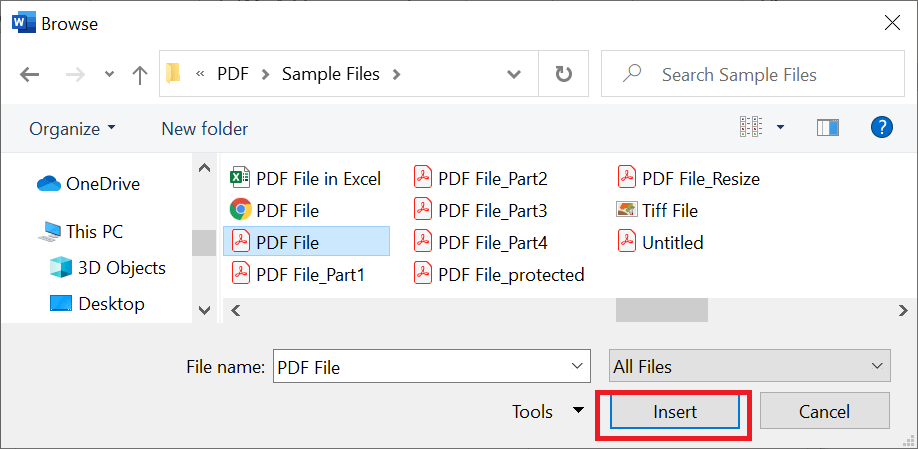 Browse
« PDF > Sample Files >
Search Sample Files
Organize
New folder
?
OneDrive
This PC
3D Objects
Desktop
PDF File in Excel
PDF File
PDF File
PDF File_Part1
PDF File_Part2
PDF File_Part3
PDF File_Part4
PDF File_protected
PDF File_Resize
Tiff File
Untitled
File name: PDF File
All Files
Tools
Insert
Cancel